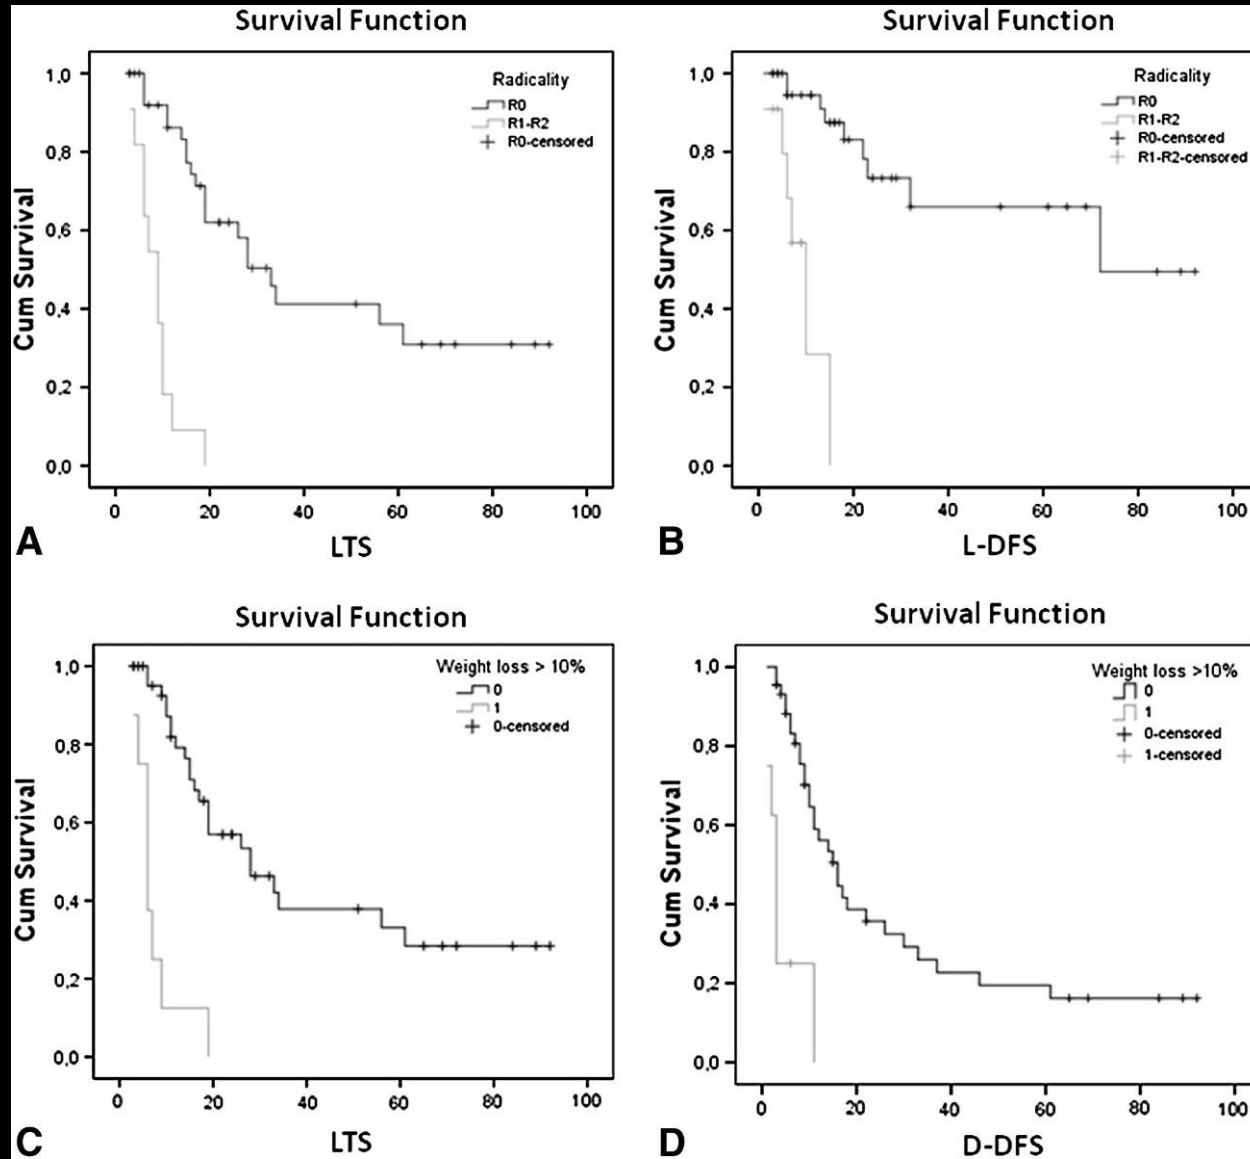 Survival Function
1,0
0,8
0,6
0,4
0,2
0,0
Cum Survival
Radicality
R0
R1-R2
R0-censored
0 20 40 60 80 100
A
LTS
Survival Function
1,0
0,8
0,6
0,4
0,2
0,0
Cum Survival
Radicality
R0
R1-R2
R0-censored
R1-R2-censored
0 20 40 60 80 100
B
L-DFS
Survival Function
1,0
0,8
0,6
0,4
0,2
0,0
Cum Survival
Weight loss > 10%
0
1
0-censored
0 20 40 60 80 100
C
LTS
Survival Function
1,0
0,8
0,6
0,4
0,2
0,0
Cum Survival
Weight loss >10%
0
1
0-censored
1-censored
0 20 40 60 80 100
D
D-DFS